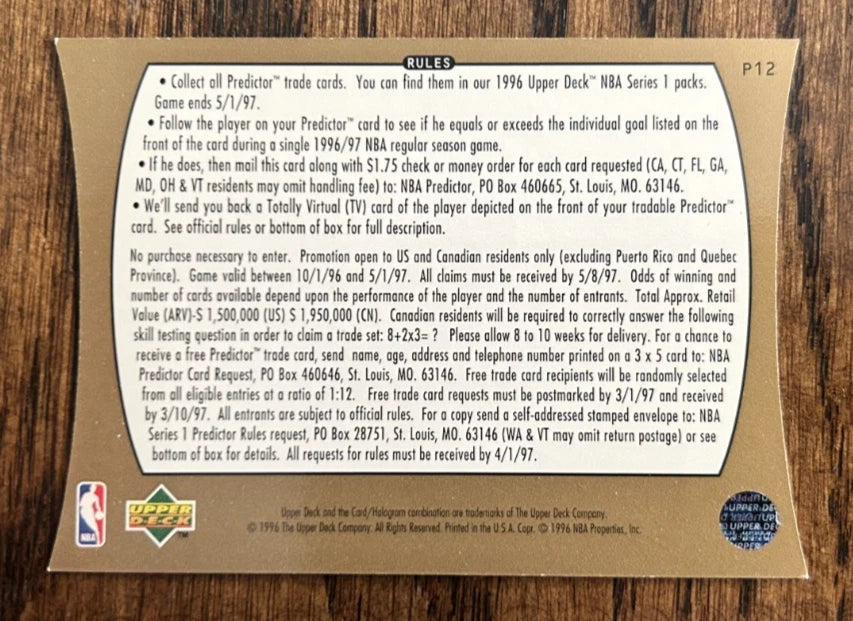 RULES
P12
• Collect all Predictor™ trade cards. You can find them in our 1996 Upper Deck™ NBA Series 1 packs.
Game ends 5/1/97.
• Follow the player on your Predictor™ card to see if he equals or exceeds the individual goal listed on the
front of the card during a single 1996/97 NBA regular season game.
• If he does, then mail this card along with $1.75 check or money order for each card requested (CA, CT, FL, GA,
MD, OH & VT residents may omit handling fee) to: NBA Predictor, PO Box 460665, St. Louis, MO. 63146.
• We'll send you back a Totally Virtual (TV) card of the player depicted on the front of your tradable Predictor™
card. See official rules or bottom of box for full description.
No purchase necessary to enter. Promotion open to US and Canadian residents only (excluding Puerto Rico and Quebec
Province). Game valid between 10/1/96 and 5/1/97. All claims must be received by 5/8/97. Odds of winning and
number of cards available depend upon the performance of the player and the number of entrants. Total Approx. Retail
Value (ARV)-$ 1,500,000 (US) $ 1,950,000 (CN). Canadian residents will be required to correctly answer the following
skill testing question in order to claim a trade set: 8+2x3= ? Please allow 8 to 10 weeks for delivery. For a chance to
receive a free Predictor™ trade card, send name, age, address and telephone number printed on a 3 x 5 card to: NBA
Predictor Card Request, PO Box 460646, St. Louis, MO. 63146. Free trade card recipients will be randomly selected
from all eligible entries at a ratio of 1:12. Free trade card requests must be postmarked by 3/1/97 and received
by 3/10/97. All entrants are subject to official rules. For a copy send a self-addressed stamped envelope to: NBA
Series 1 Predictor Rules request, PO Box 28751, St. Louis, MO. 63146 (WA & VT may omit return postage) or see
bottom of box for details. All requests for rules must be received by 4/1/97.
NBA
UPPER
DECK
™
Upper Deck and the Card/Hologram combination are trademarks of The Upper Deck Company.
© 1996 The Upper Deck Company. All Rights Reserved. Printed in the U.S.A. Copr. © 1996 NBA Properties, Inc.
UPPER DE
UPPER DE